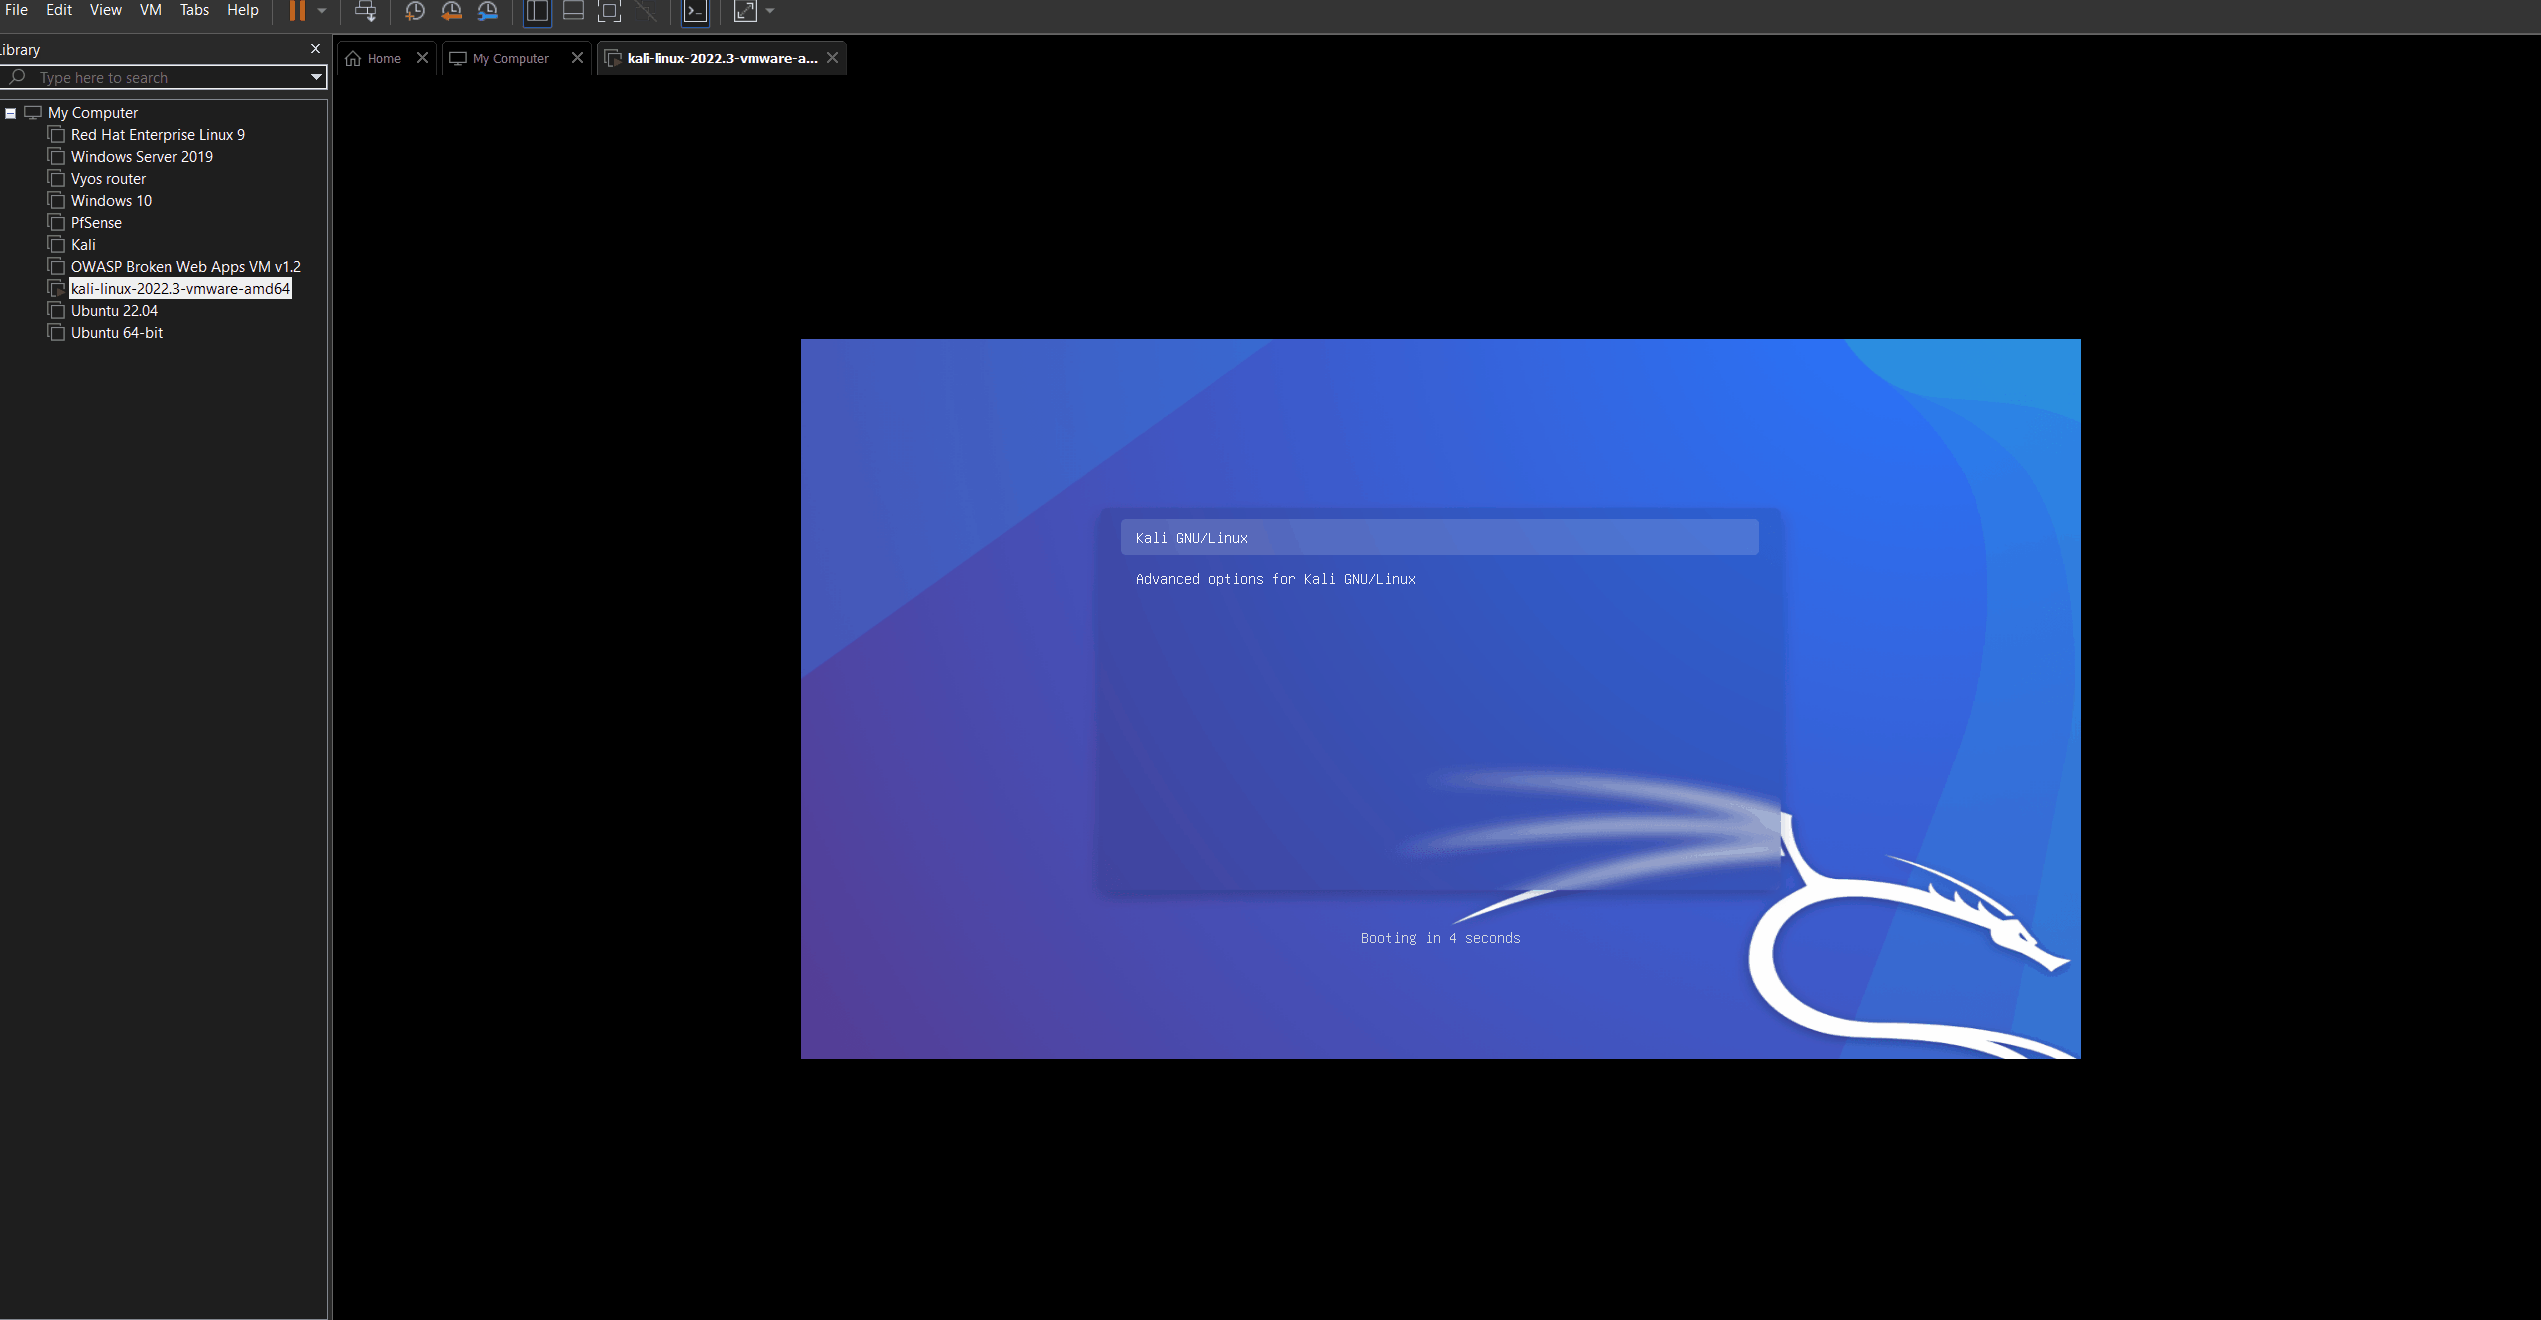 File Edit View VM Tabs Help
Library
Type here to search
Home
My Computer
kali-linux-2022.3-vmware-a...
My Computer
Red Hat Enterprise Linux 9
Windows Server 2019
Vyos router
Windows 10
PfSense
Kali
OWASP Broken Web Apps VM v1.2
kali-linux-2022.3-vmware-amd64
Ubuntu 22.04
Ubuntu 64-bit
Kali GNU/Linux
Advanced options for Kali GNU/Linux
Booting in 4 seconds